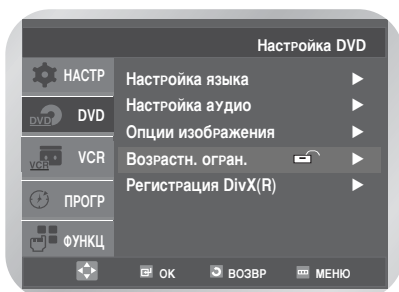 Настройка DVD
НАСТР
DVD
DVD
VCR
VCR
ПРОГР
ФУНКЦ
Настройка языка
Настройка аудио
Опции изображения
Возрастн. огран.
Регистрация DivX(R)
ОК
ВОЗВР
МЕНЮ